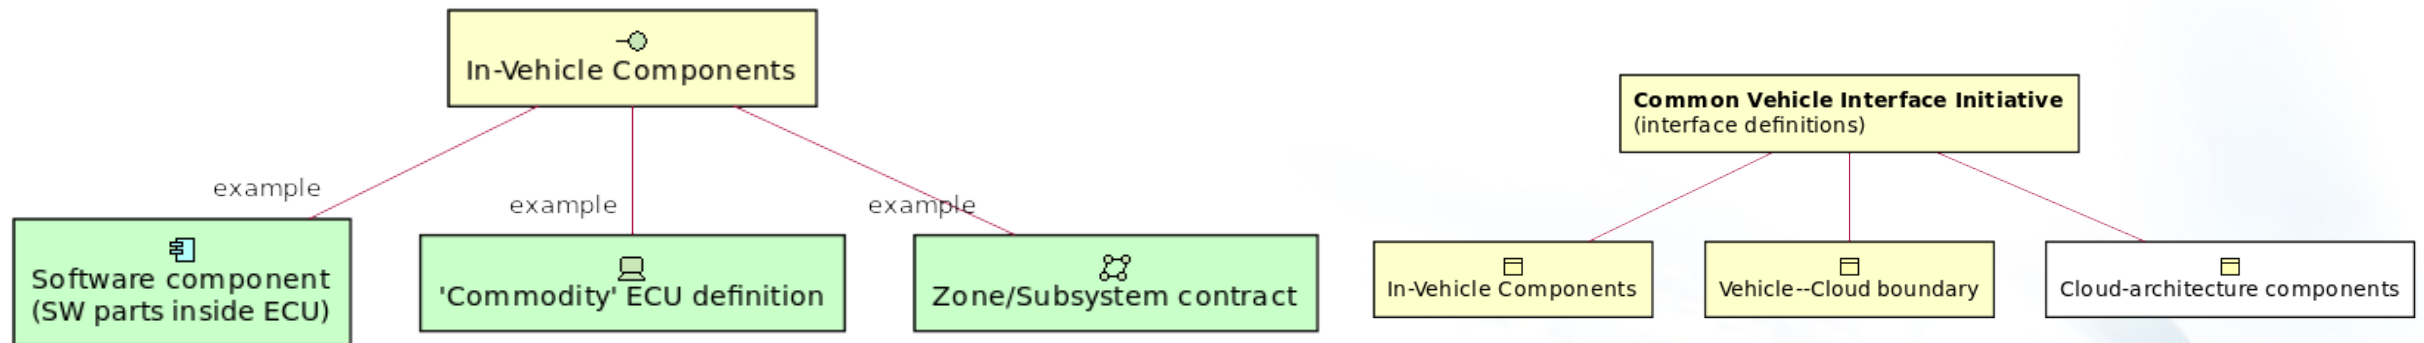 In-Vehicle Components
example
example
example
Software component
(SW parts inside ECU)
'Commodity' ECU definition
Zone/Subsystem contract
Common Vehicle Interface Initiative
(interface definitions)
In-Vehicle Components
Vehicle--Cloud boundary
Cloud-architecture components